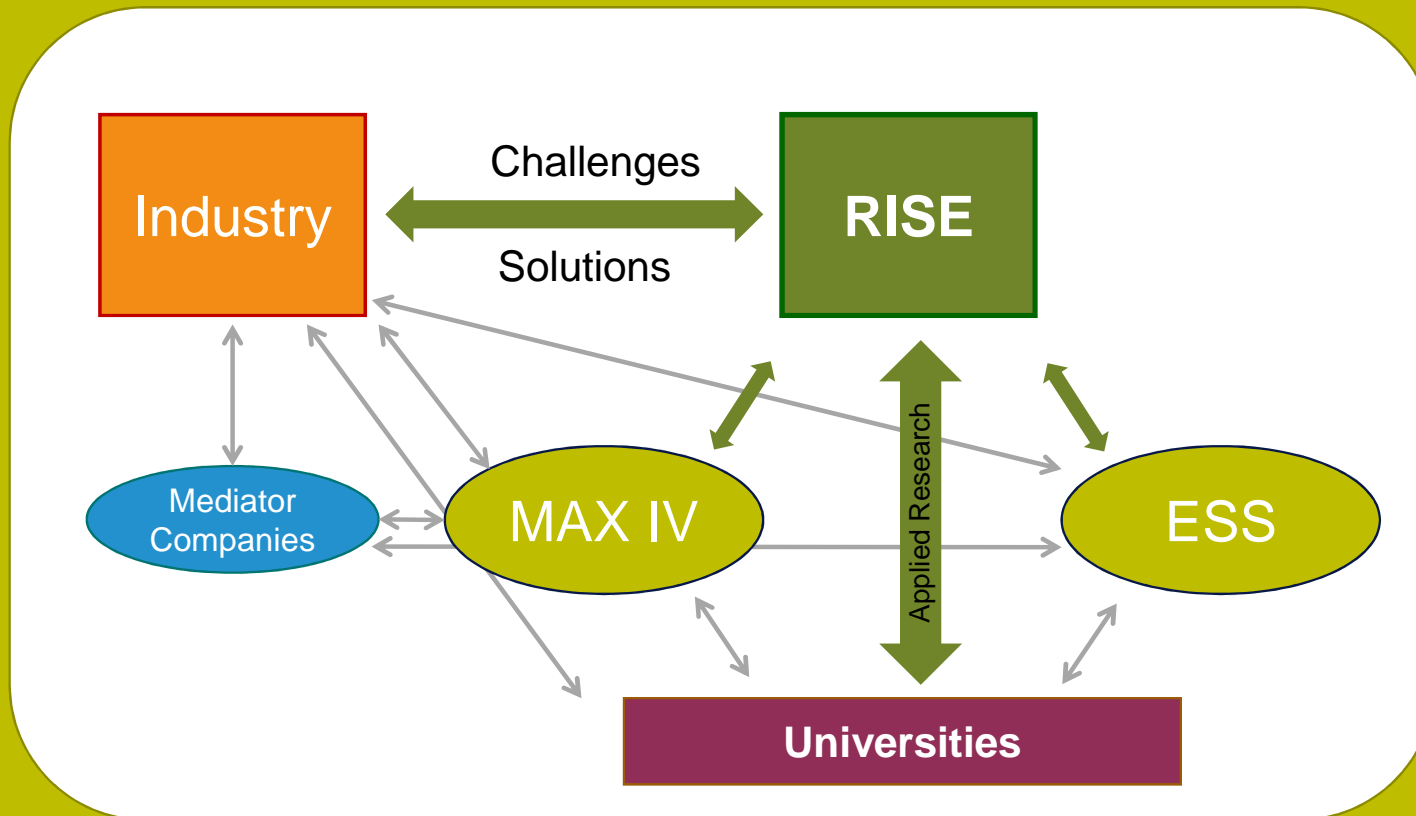 Challenges
Industry
RISE
Solutions
Applied Research
Mediator
Companies
MAX IV
ESS
Universities